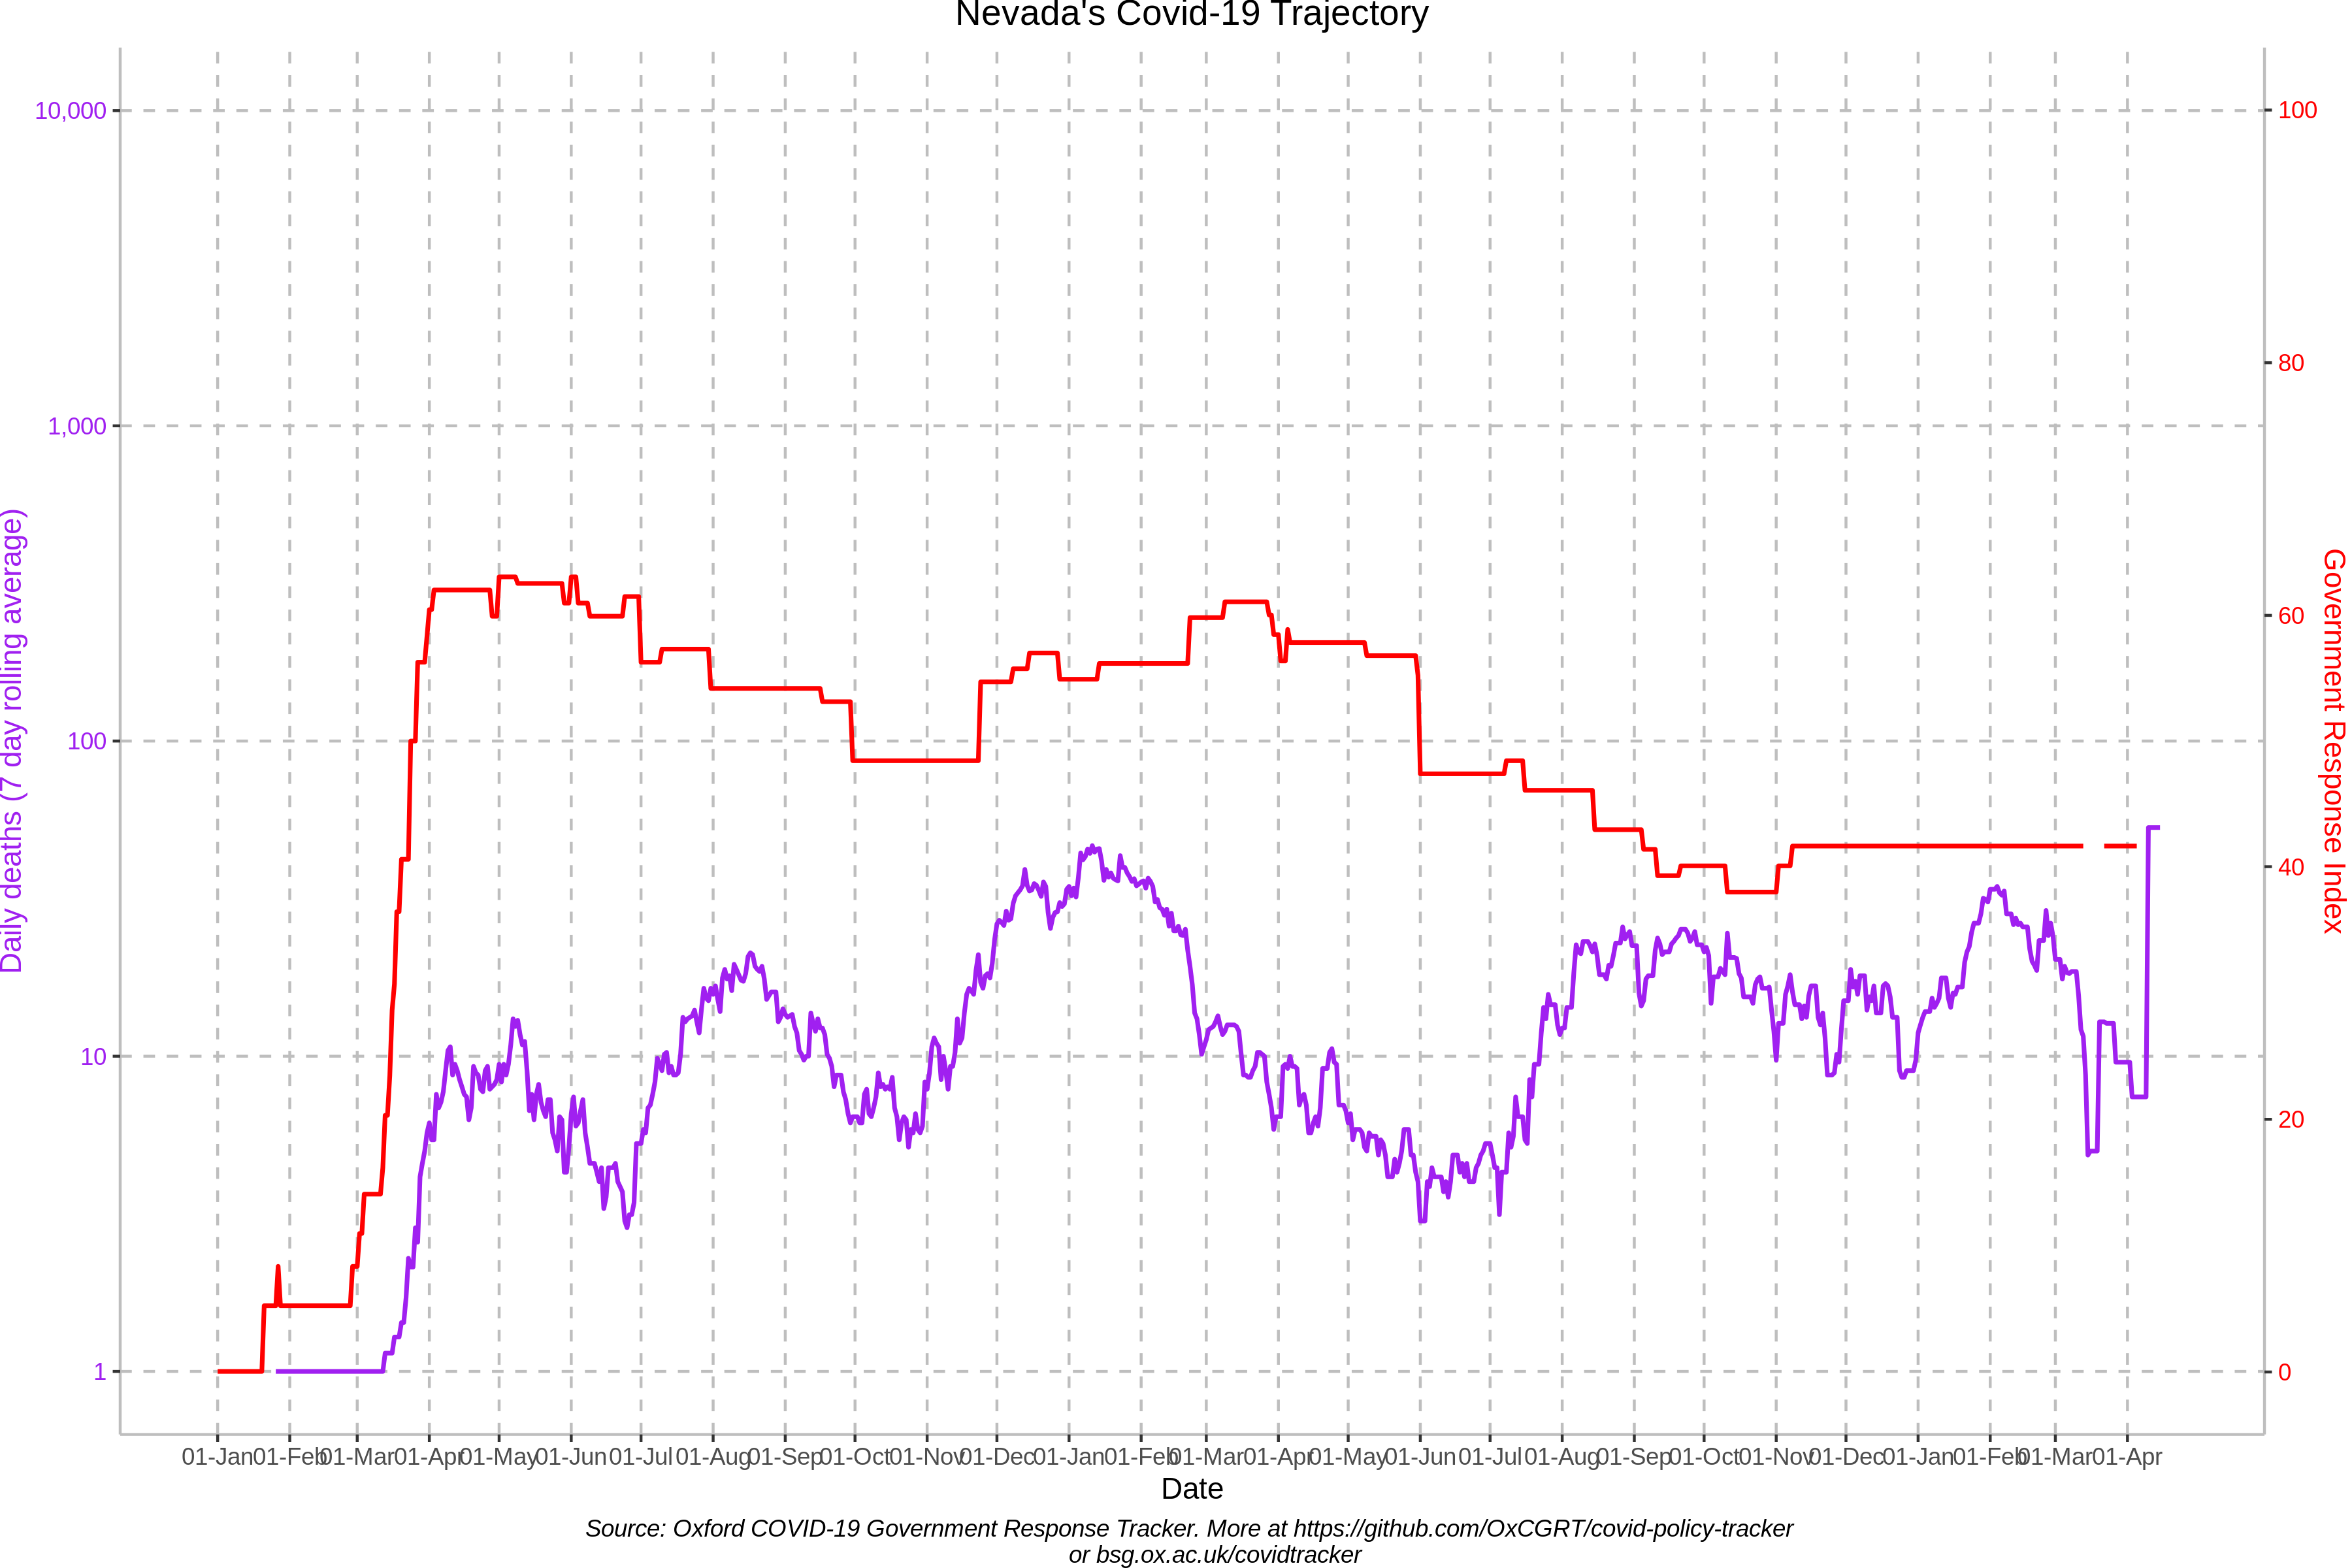 Nevada's Covid-19 Trajectory
10,000
1,000
100
10
1
Daily deaths (7 day rolling average)
100
80
60
40
20
0
Government Response Index
01-Jan 01-Feb 01-Mar 01-Apr 01-May 01-Jun 01-Jul 01-Aug 01-Sep 01-Oct 01-Nov 01-Dec 01-Jan 01-Feb 01-Mar 01-Apr 01-May 01-Jun 01-Jul 01-Aug 01-Sep 01-Oct 01-Nov 01-Dec 01-Jan 01-Feb 01-Mar 01-Apr
Date
Source: Oxford COVID-19 Government Response Tracker. More at https://github.com/OxCGRT/covid-policy-tracker
or bsg.ox.ac.uk/covidtracker